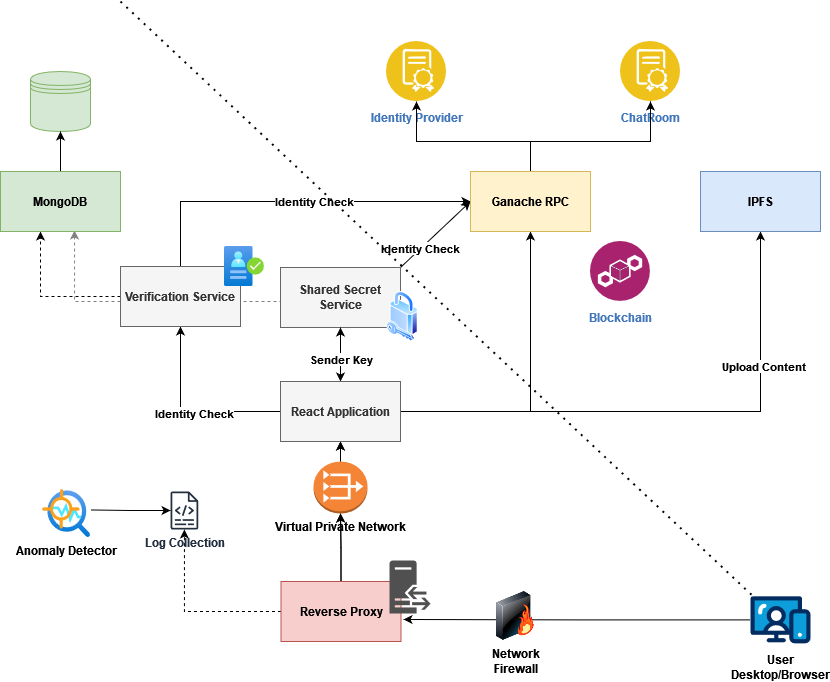 Identity Provider
ChatRoom
MongoDB
Identity Check
Ganache RPC
IPFS
Identity Check
Verification Service
Shared Secret
Service
Blockchain
Sender Key
Upload Content
Identity Check
React Application
Virtual Private Network
Anomaly Detector
Log Collection
Reverse Proxy
Network
Firewall
User
Desktop/Browser